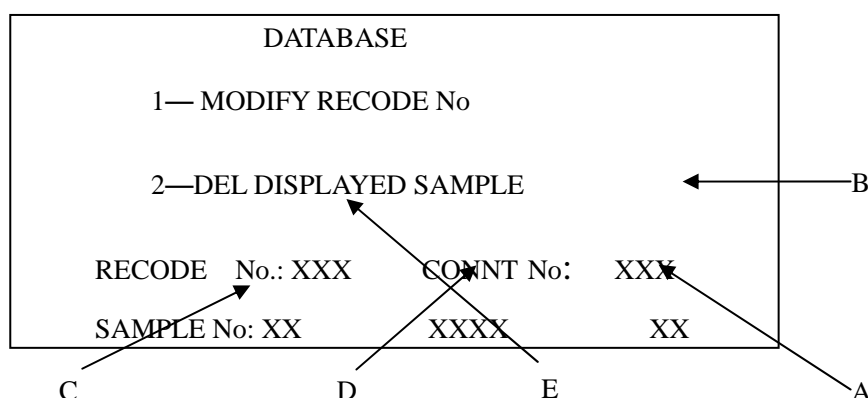 DATABASE
1— MODIFY RECODE No
2—DEL DISPLAYED SAMPLE
B
RECODE No.: XXX CONNT No: XXX
SAMPLE No: XX XXXX XX
C D E A